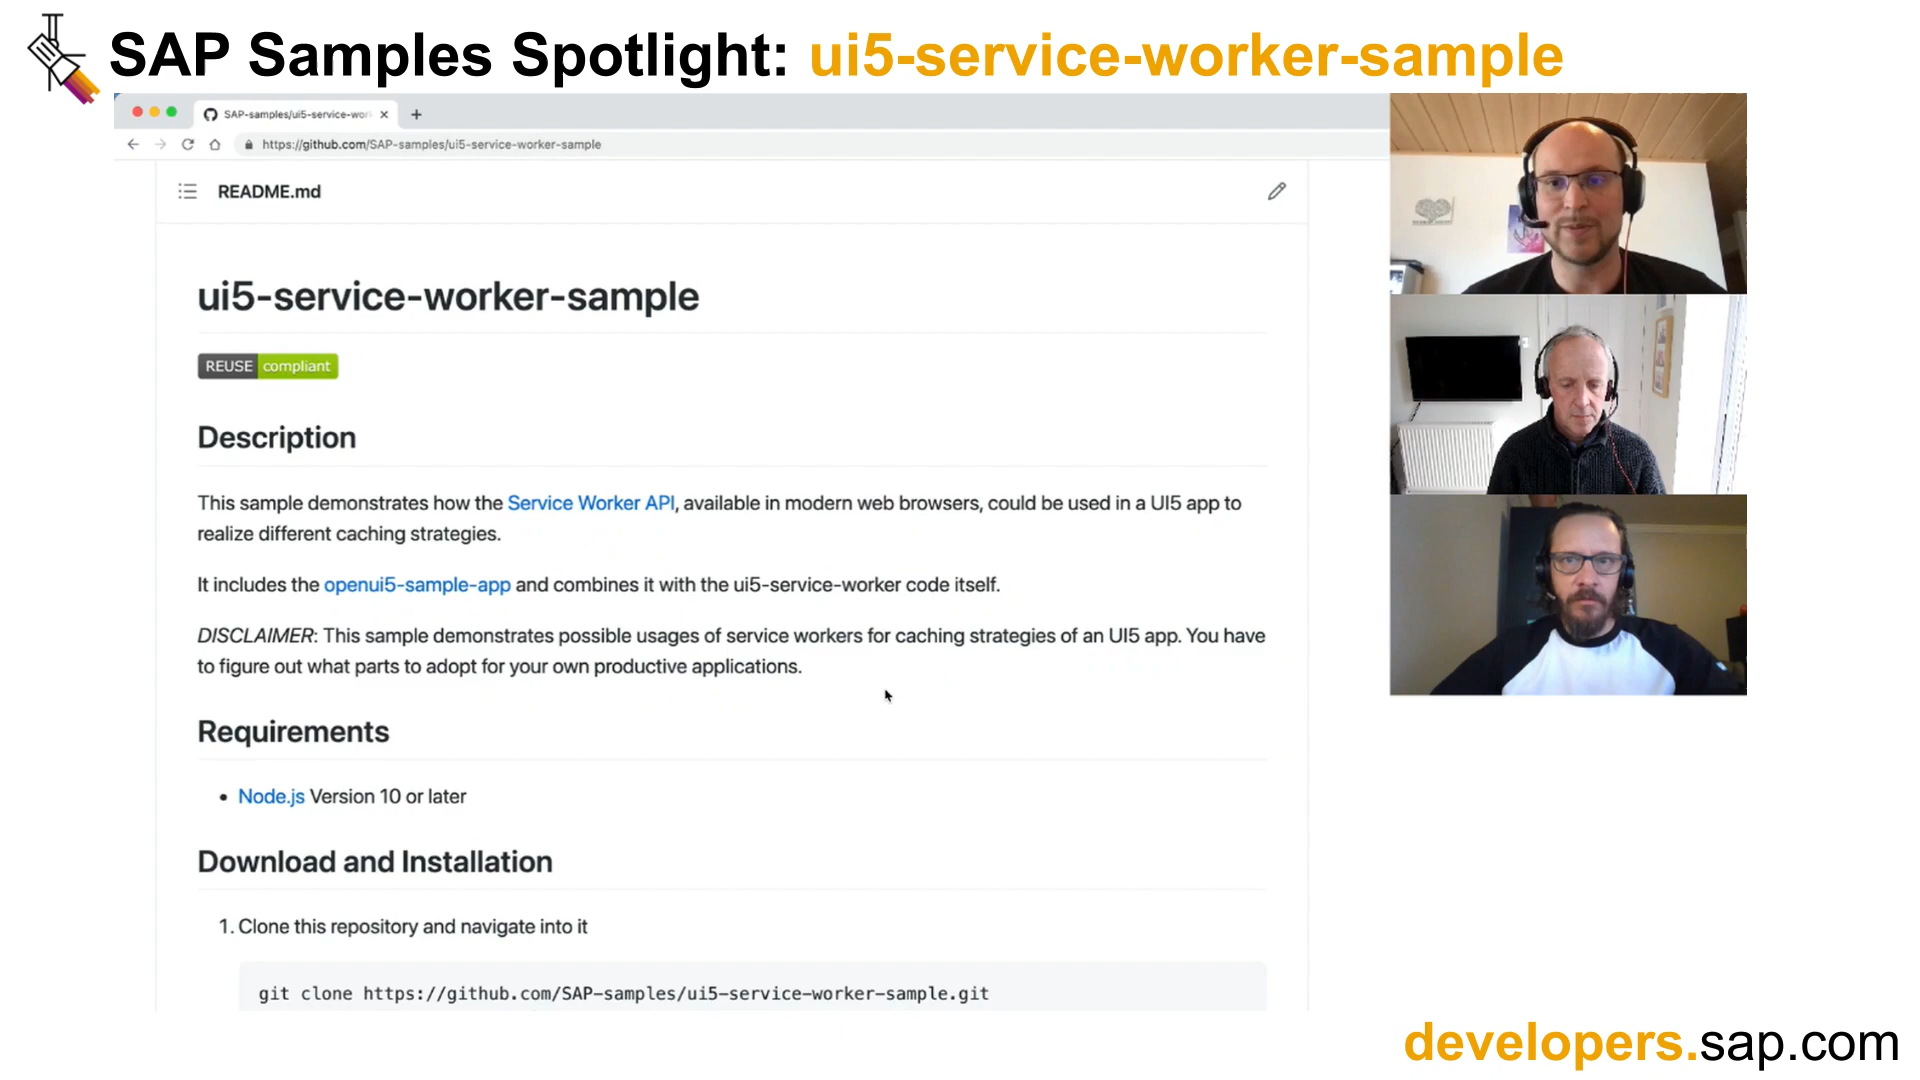 SAP Samples Spotlight: ui5-service-worker-sample
SAP-samples/ui5-service-wor
https://github.com/SAP-samples/ui5-service-worker-sample
README.md
ui5-service-worker-sample
REUSE compliant
Description
This sample demonstrates how the Service Worker API, available in modern web browsers, could be used in a UI5 app to
realize different caching strategies.
It includes the openui5-sample-app and combines it with the ui5-service-worker code itself.
DISCLAIMER: This sample demonstrates possible usages of service workers for caching strategies of an UI5 app. You have
to figure out what parts to adopt for your own productive applications.
Requirements
• Node.js Version 10 or later
Download and Installation
1. Clone this repository and navigate into it
git clone https://github.com/SAP-samples/ui5-service-worker-sample.git
developers.sap.com